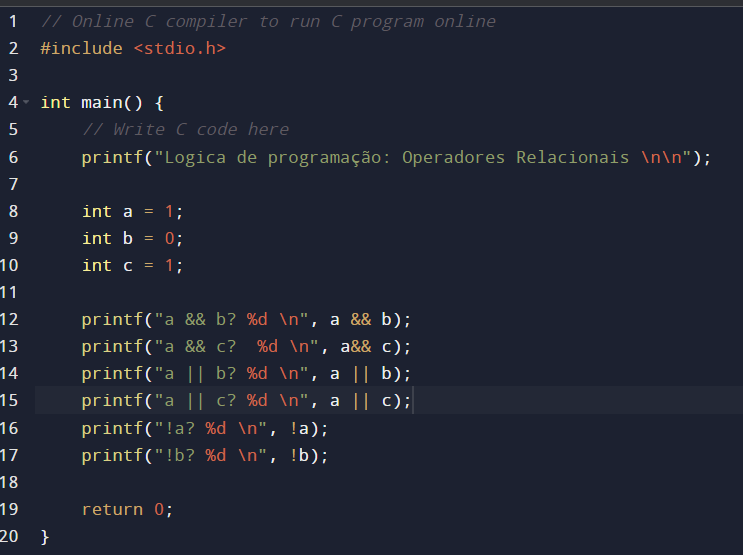 1 // Online C compiler to run C program online
2 #include <stdio.h>
3
4 int main() {
5     // Write C code here
6     printf("Logica de programação: Operadores Relacionais \n\n");
7
8     int a = 1;
9     int b = 0;
10     int c = 1;
11
12     printf("a && b? %d \n", a && b);
13     printf("a && c?  %d \n", a&& c);
14     printf("a || b? %d \n", a || b);
15     printf("a || c? %d \n", a || c);
16     printf("!a? %d \n", !a);
17     printf("!b? %d \n", !b);
18
19     return 0;
20 }